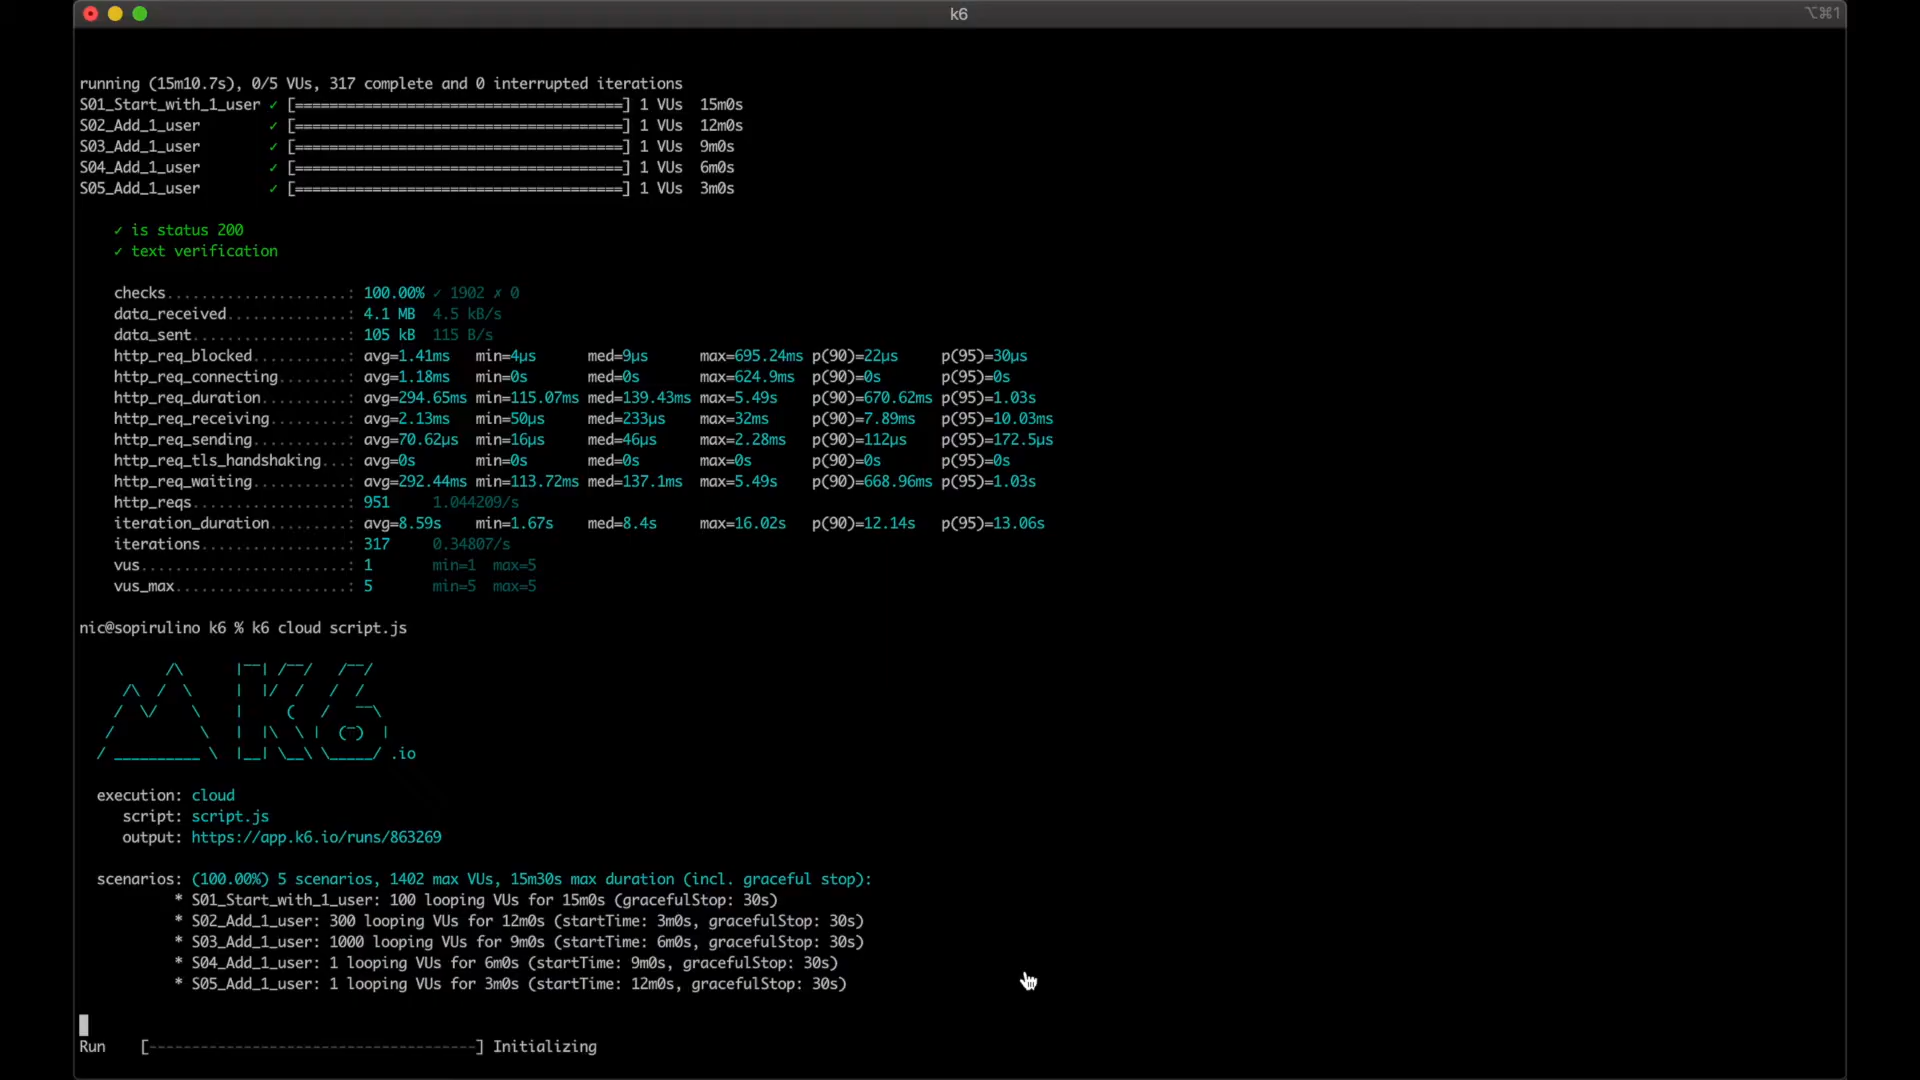 k6
⌥⌘1
running (15m10.7s), 0/5 VUs, 317 complete and 0 interrupted iterations
S01_Start_with_1_user ✓ [======================================] 1 VUs  15m0s
S02_Add_1_user        ✓ [======================================] 1 VUs  12m0s
S03_Add_1_user        ✓ [======================================] 1 VUs  9m0s
S04_Add_1_user        ✓ [======================================] 1 VUs  6m0s
S05_Add_1_user        ✓ [======================================] 1 VUs  3m0s
✓ is status 200
✓ text verification
checks.....................: 100.00% ✓ 1902 ✗ 0
data_received..............: 4.1 MB  4.5 kB/s
data_sent..................: 105 kB  115 B/s
http_req_blocked...........: avg=1.41ms   min=4µs      med=9µs      max=695.24ms p(90)=22µs     p(95)=30µs
http_req_connecting........: avg=1.18ms   min=0s       med=0s       max=624.9ms  p(90)=0s       p(95)=0s
http_req_duration..........: avg=294.65ms min=115.07ms med=139.43ms max=5.49s    p(90)=670.62ms p(95)=1.03s
http_req_receiving.........: avg=2.13ms   min=50µs     med=233µs    max=32ms     p(90)=7.89ms   p(95)=10.03ms
http_req_sending...........: avg=70.62µs  min=16µs     med=46µs     max=2.28ms   p(90)=112µs    p(95)=172.5µs
http_req_tls_handshaking...: avg=0s       min=0s       med=0s       max=0s       p(90)=0s       p(95)=0s
http_req_waiting...........: avg=292.44ms min=113.72ms med=137.1ms  max=5.49s    p(90)=668.96ms p(95)=1.03s
http_reqs..................: 951     1.044209/s
iteration_duration.........: avg=8.59s    min=1.67s    med=8.4s     max=16.02s   p(90)=12.14s   p(95)=13.06s
iterations.................: 317     0.34807/s
vus........................: 1       min=1  max=5
vus_max....................: 5       min=5  max=5
nic@sopirulino k6 % k6 cloud script.js
K6
.io
execution: cloud
script: script.js
output: https://app.k6.io/runs/863269
scenarios: (100.00%) 5 scenarios, 1402 max VUs, 15m30s max duration (incl. graceful stop):
* S01_Start_with_1_user: 100 looping VUs for 15m0s (gracefulStop: 30s)
* S02_Add_1_user: 300 looping VUs for 12m0s (startTime: 3m0s, gracefulStop: 30s)
* S03_Add_1_user: 1000 looping VUs for 9m0s (startTime: 6m0s, gracefulStop: 30s)
* S04_Add_1_user: 1 looping VUs for 6m0s (startTime: 9m0s, gracefulStop: 30s)
* S05_Add_1_user: 1 looping VUs for 3m0s (startTime: 12m0s, gracefulStop: 30s)
Run    [--------------------------------------] Initializing